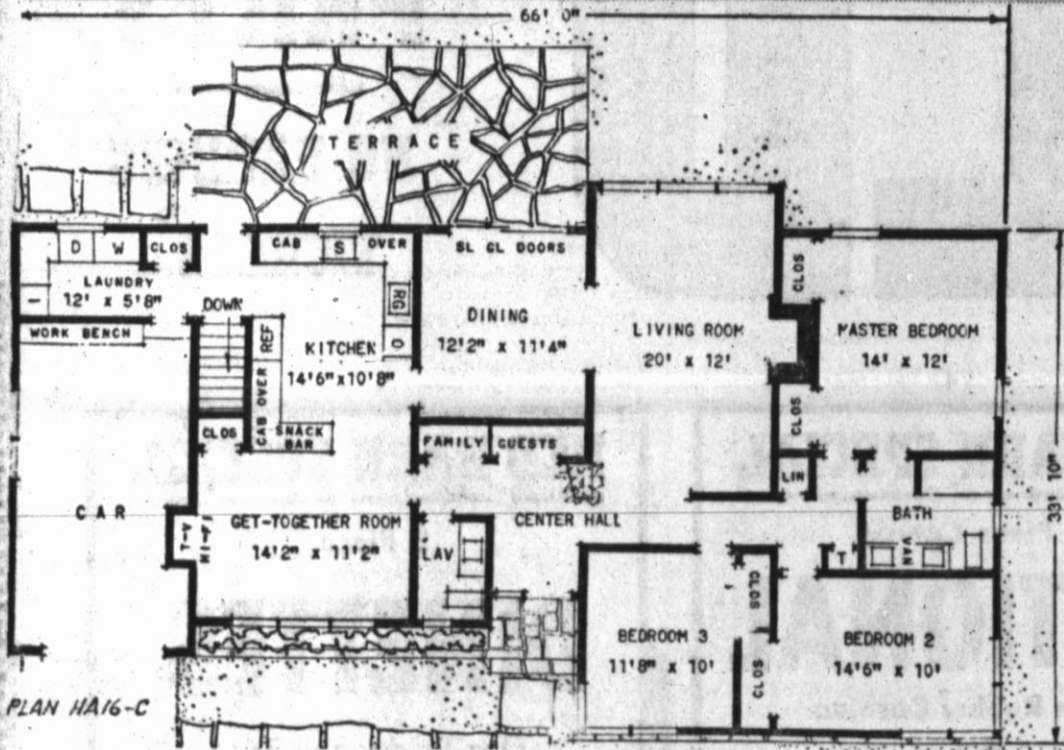 66' 0"
TERRACE
D W CLOS
CAB S OVER
SL GL DOORS
CLOS
LAUNDRY
12' x 5'8"
DOWN
WORK BENCH
RG
O
REF
KITCHEN
14'6"x10'8"
DINING
12'2" x 11'4"
LIVING ROOM
20' x 12'
MASTER BEDROOM
14' x 12'
CLOS
CAB OVER
SNACK
BAR
CLOS
FAMILY GUESTS
LIN
33' 10"
CAR
T-V
HI-FI
GET-TOGETHER ROOM
14'2" x 11'2"
LAV
CENTER HALL
BATH
VAN
T
CLOS
BEDROOM 3
11'8" x 10'
CLOS
BEDROOM 2
14'6" x 10'
PLAN HA16-C